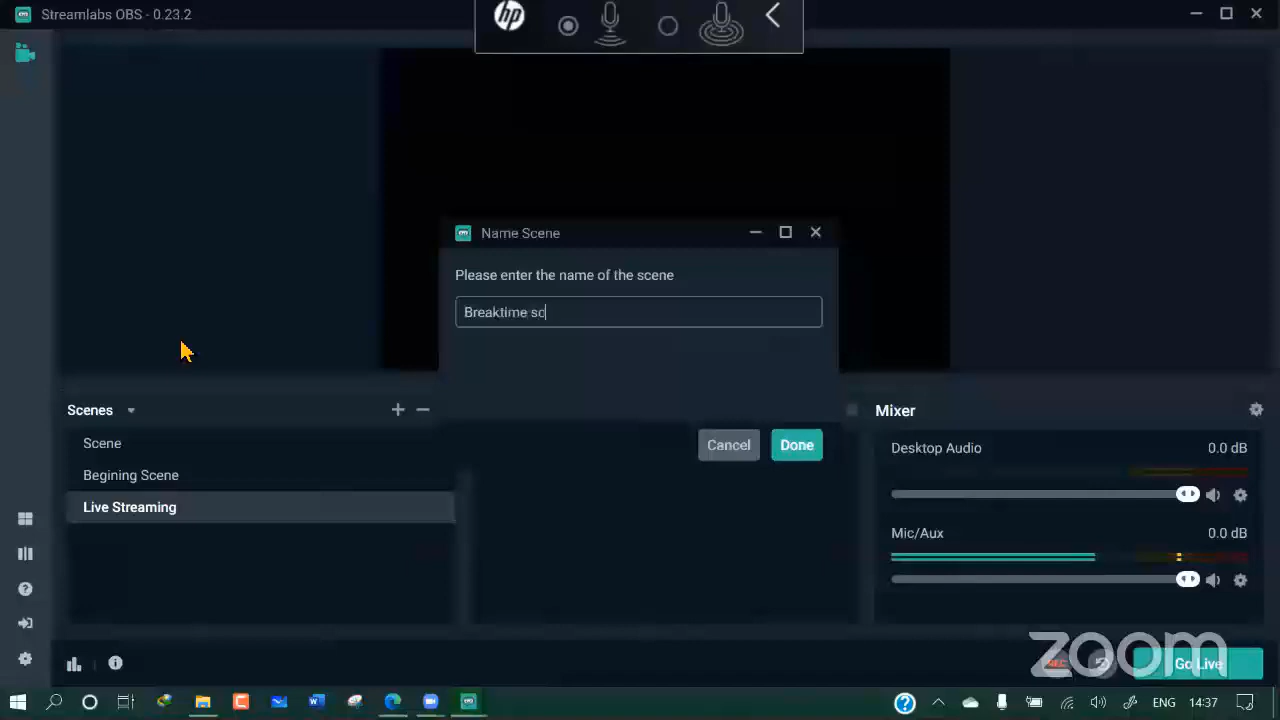 Streamlabs OBS - 0.23.2
hp
Name Scene
Please enter the name of the scene
Breaktime sc
Cancel
Done
Scenes
Scene
Begining Scene
Live Streaming
Mixer
Desktop Audio
0.0 dB
Mic/Aux
0.0 dB
REC
Go Live
zoom
ENG
14:37